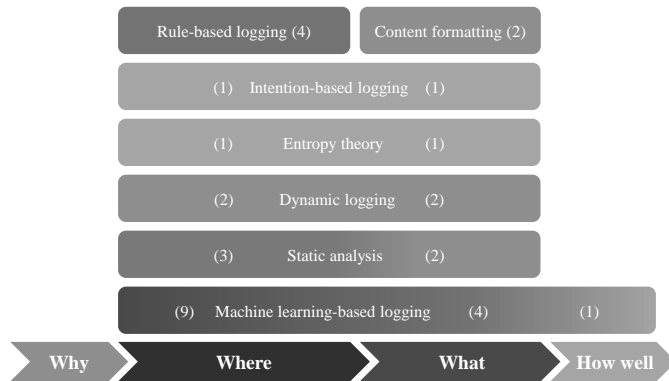 Rule-based logging (4) Content formatting (2)
(1) Intention-based logging (1)
(1) Entropy theory (1)
(2) Dynamic logging (2)
(3) Static analysis (2)
(9) Machine learning-based logging (4) (1)
Why Where What How well